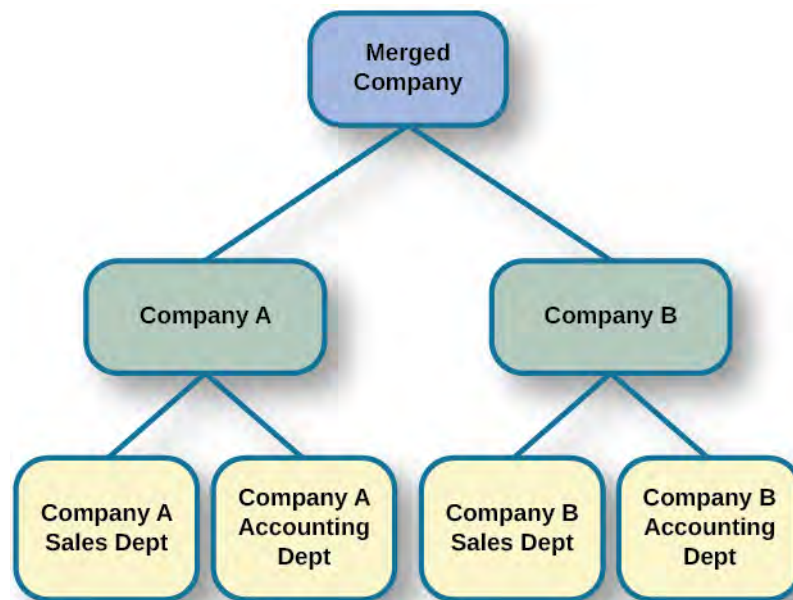 Merged
Company
Company A
Company B
Company A
Sales Dept
Company A
Accounting
Dept
Company B
Sales Dept
Company B
Accounting
Dept